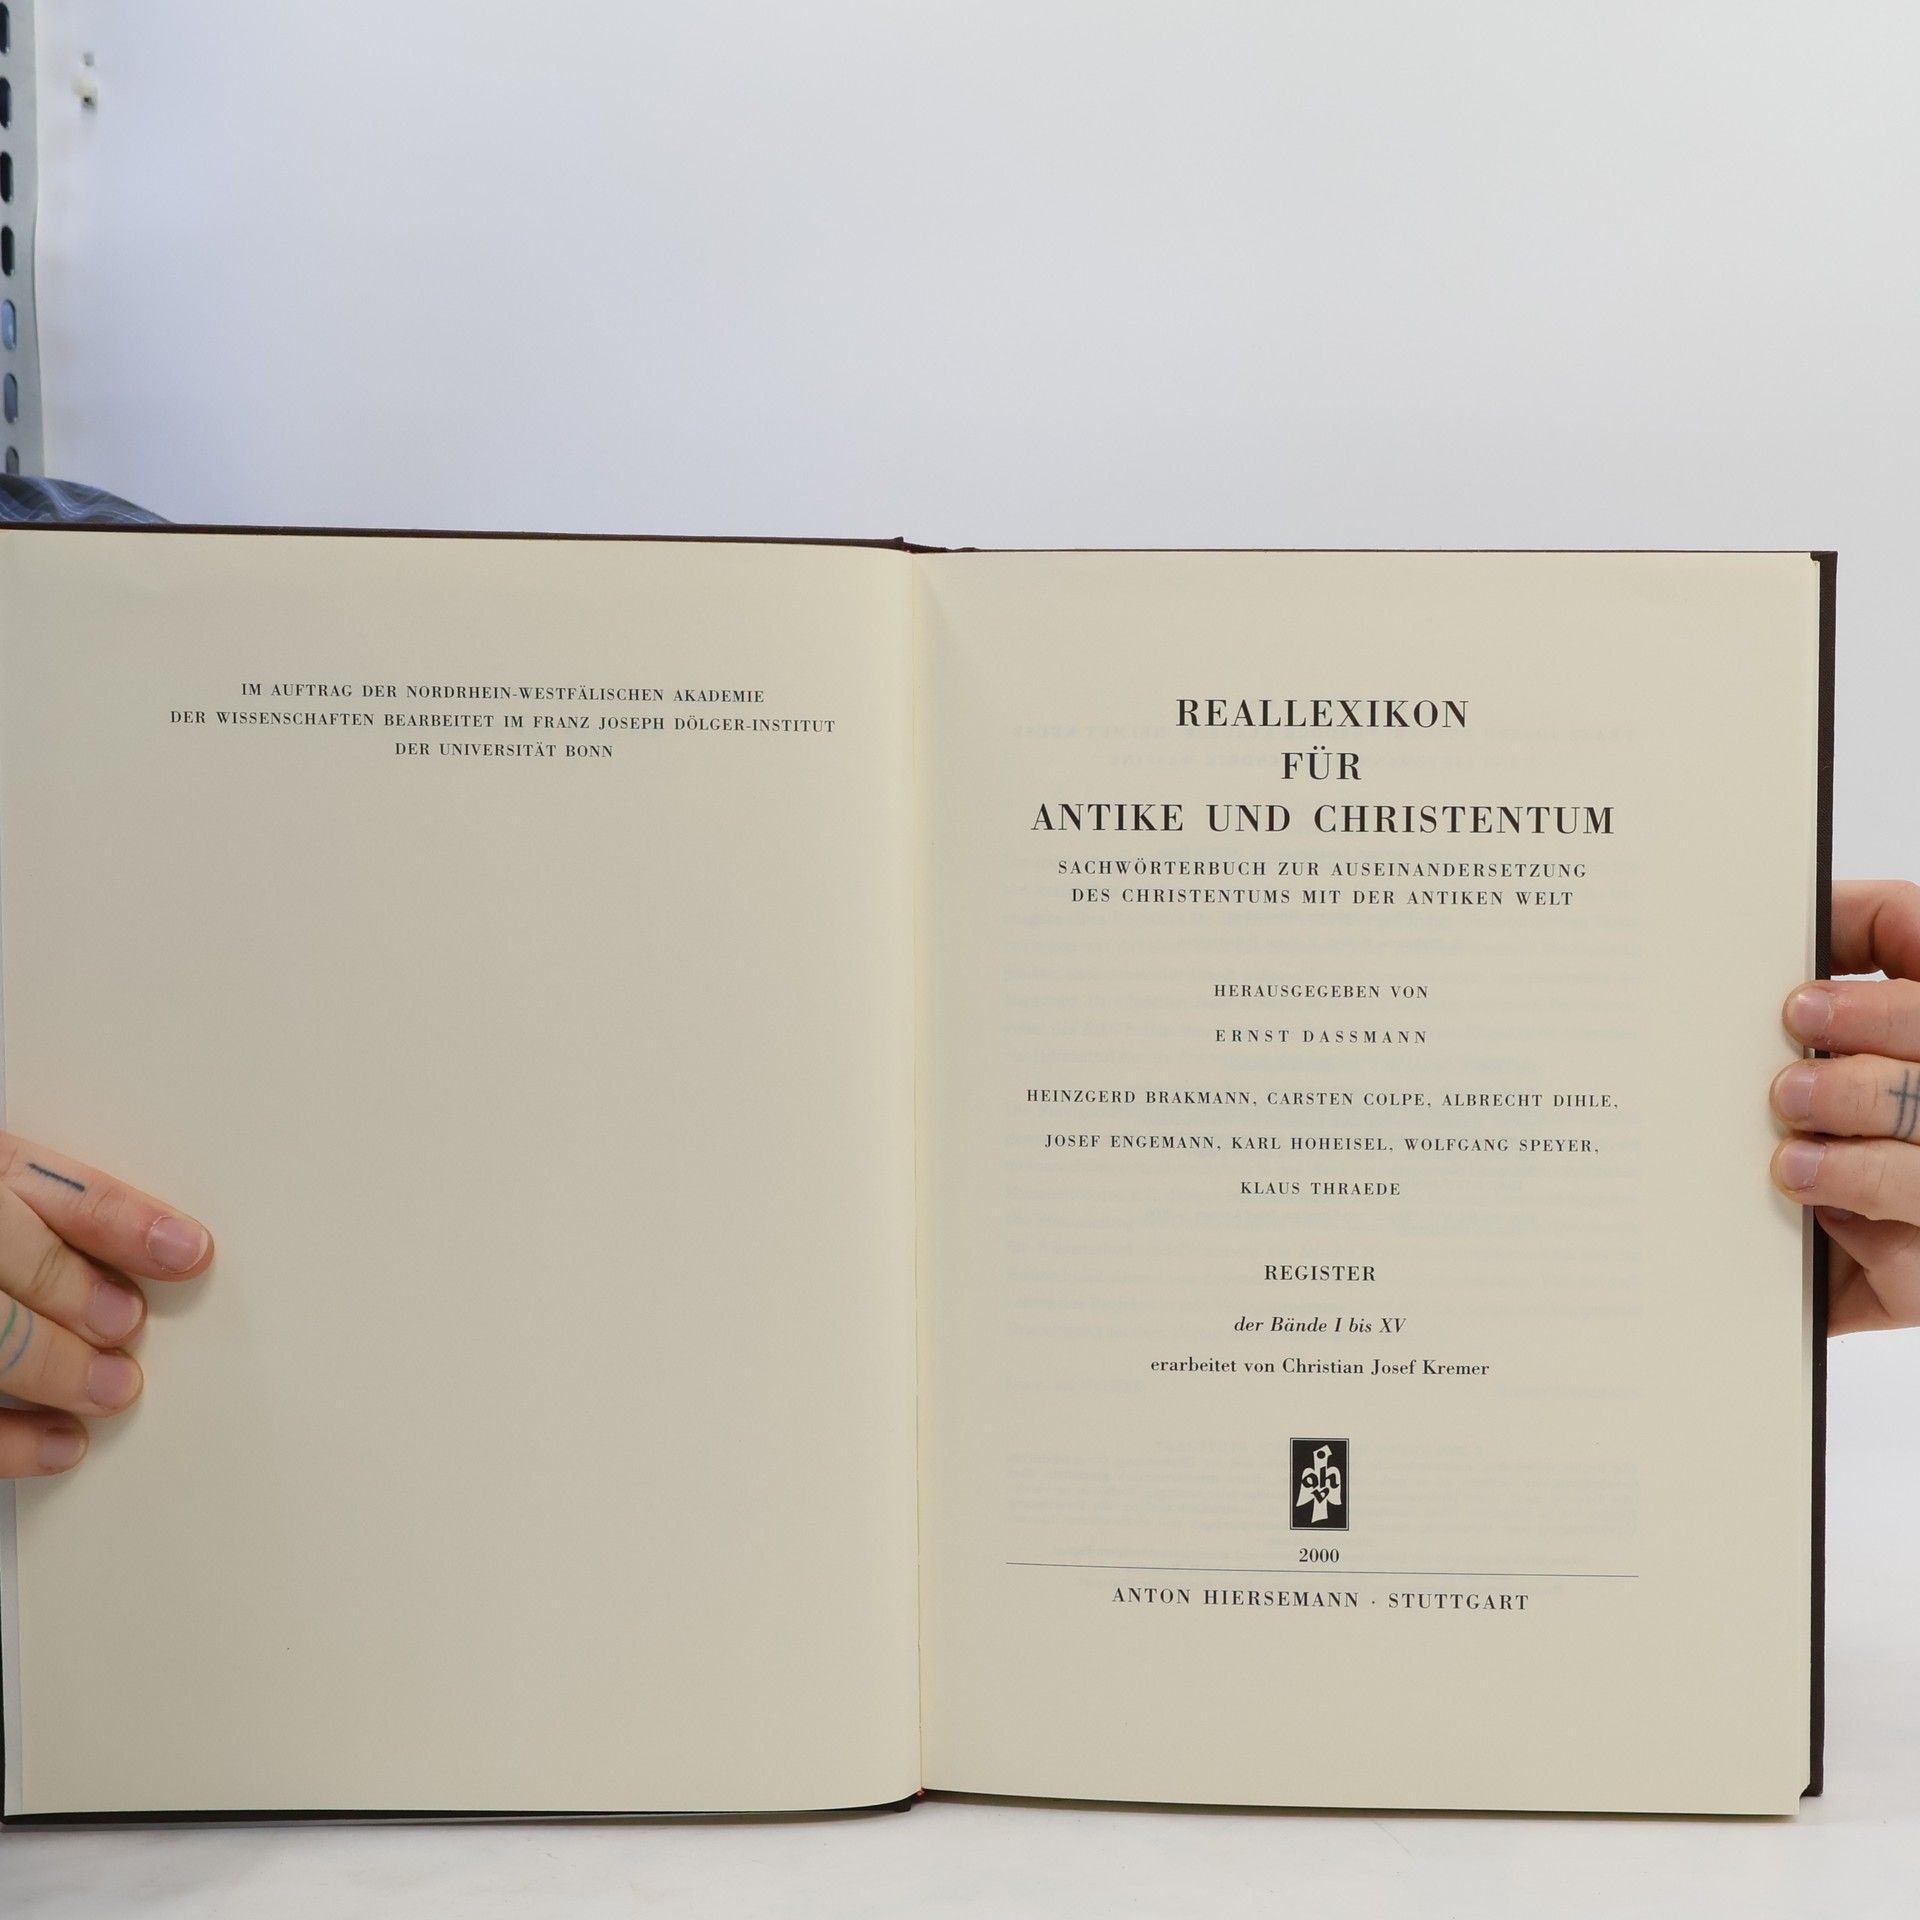 IM AUFTRAG DER NORDRHEIN-WESTFÄLISCHEN AKADEMIE
DER WISSENSCHAFTEN BEARBEITET IM FRANZ JOSEPH DÖLGER-INSTITUT
DER UNIVERSITÄT BONN
REALLEXIKON
FÜR
ANTIKE UND CHRISTENTUM
SACHWÖRTERBUCH ZUR AUSEINANDERSETZUNG
DES CHRISTENTUMS MIT DER ANTIKEN WELT
HERAUSGEGEBEN VON
ERNST DASSMANN
HEINZGERD BRAKMANN, CARSTEN COLPE, ALBRECHT DIHLE,
JOSEF ENGEMANN, KARL HOHEISEL, WOLFGANG SPEYER,
KLAUS THRAEDE
REGISTER
der Bände I bis XV
erarbeitet von Christian Josef Kremer
ahv
2000
ANTON HIERSEMANN · STUTTGART